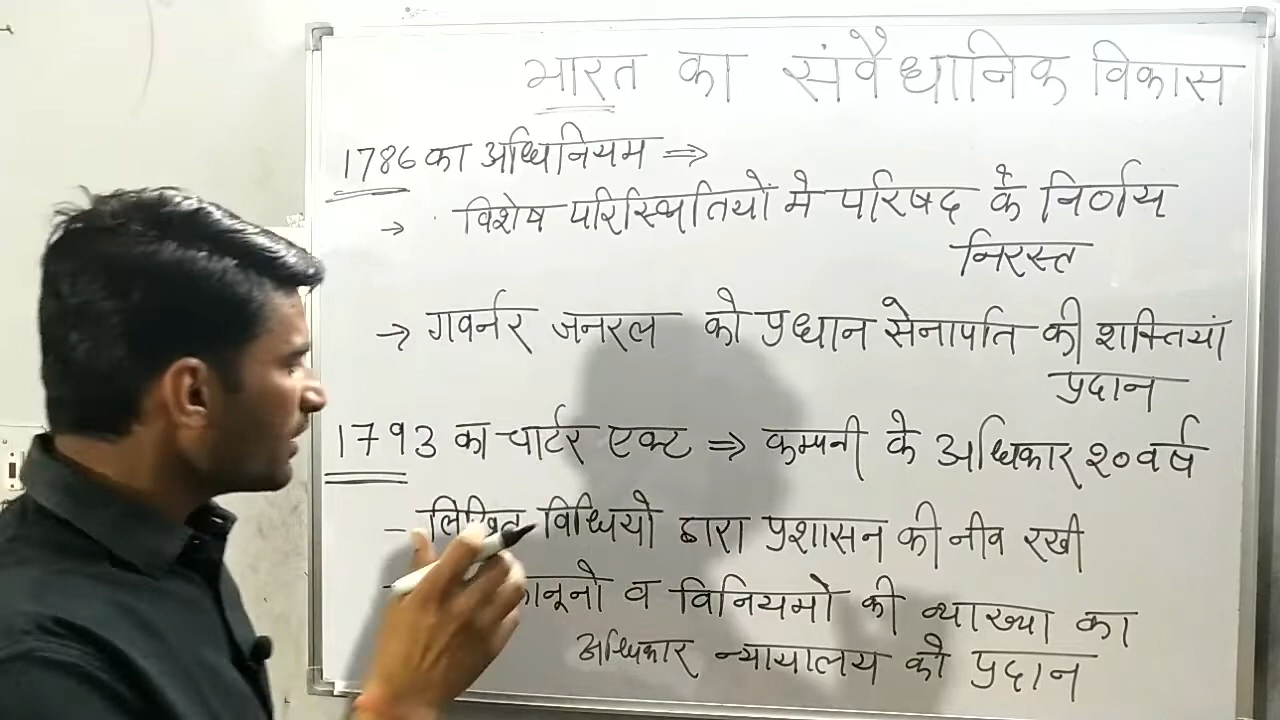 भारत का संवैधानिक विकास
1786 का अधिनियम ⇒
→ विशेष परिस्थितियों मे परिषद के निर्णय
निरस्त
→ गवर्नर जनरल को प्रधान सेनापति की शक्तियां
प्रदान
1793 का चार्टर एक्ट ⇒ कम्पनी के अधिकार २० वर्ष
- लिखित विधियो द्वारा प्रशासन की नीव रखी
- कानूनो व विनियमो की व्याख्या का
अधिकार न्यायालय को प्रदान